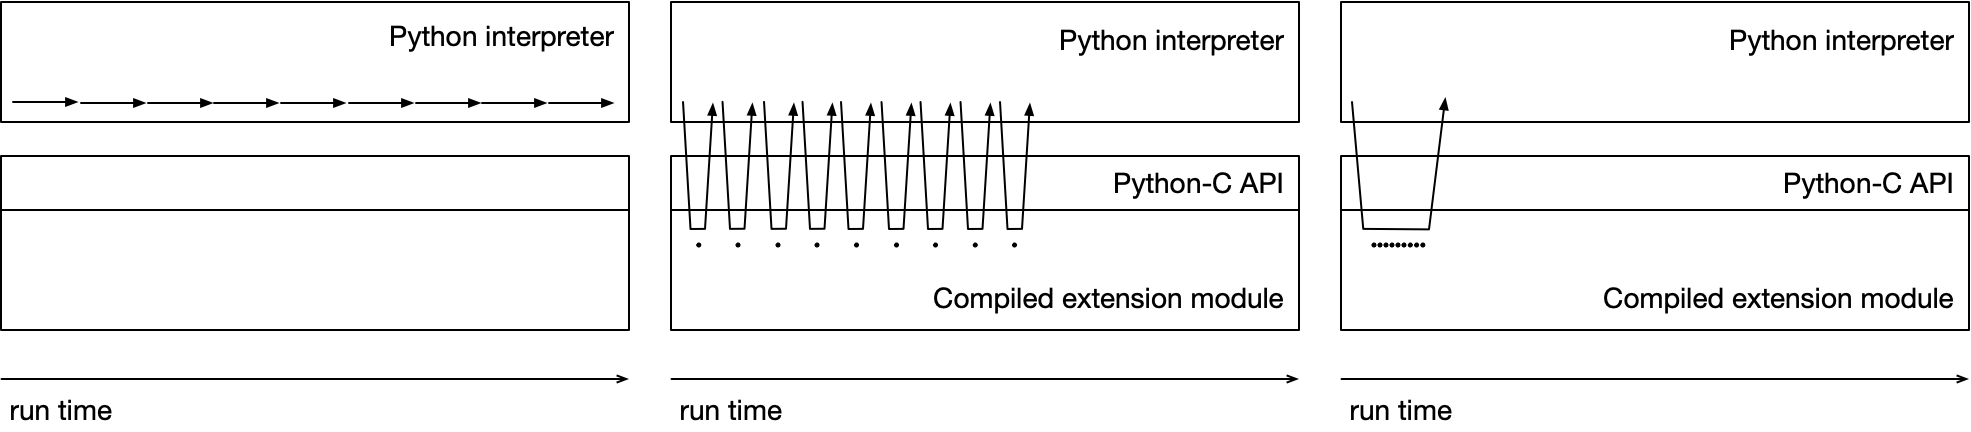 Python interpreter
run time
Python interpreter
Python-C API
Compiled extension module
run time
Python interpreter
Python-C API
Compiled extension module
run time